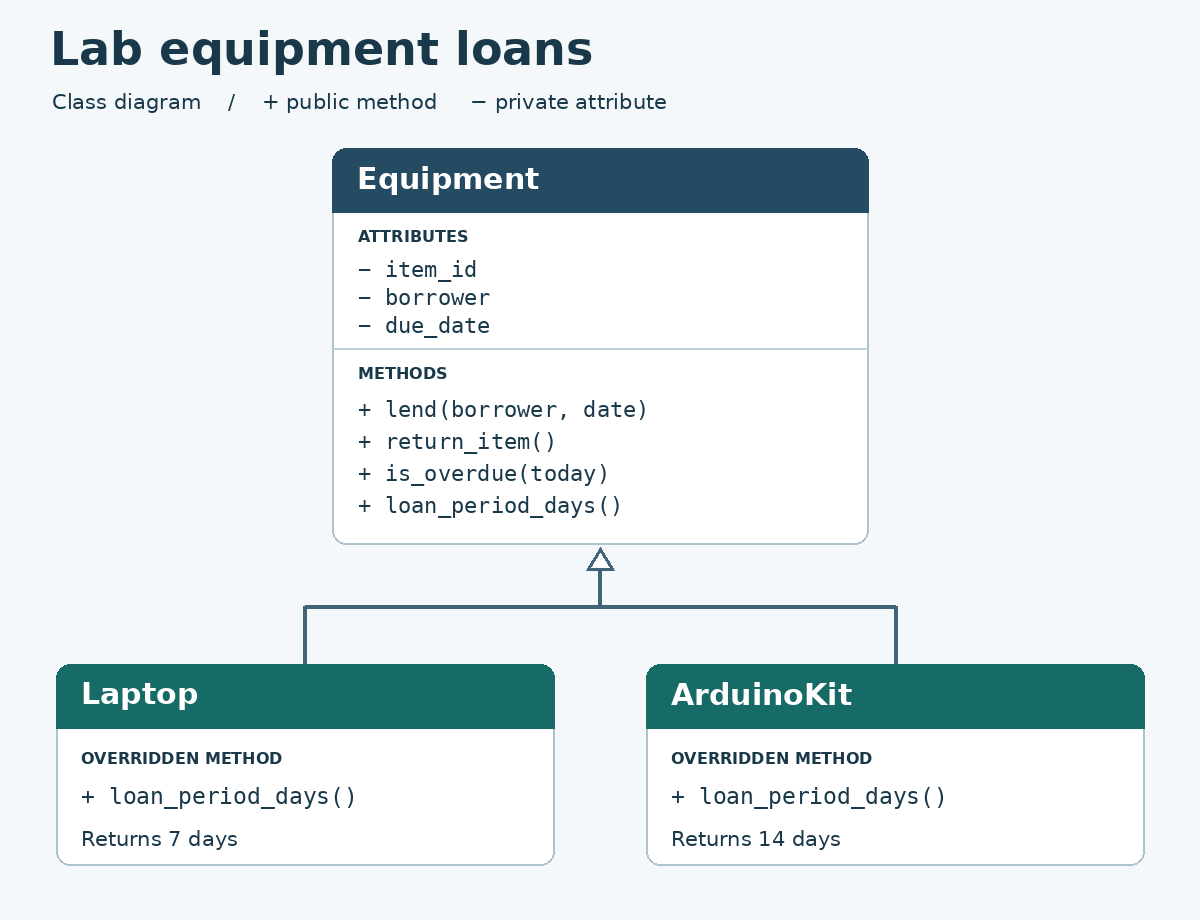 Lab equipment loans
Class diagram / + public method − private attribute
Equipment
ATTRIBUTES
− item_id
− borrower
− due_date
METHODS
+ lend(borrower, date)
+ return_item()
+ is_overdue(today)
+ loan_period_days()
Laptop
OVERRIDDEN METHOD
+ loan_period_days()
Returns 7 days
ArduinoKit
OVERRIDDEN METHOD
+ loan_period_days()
Returns 14 days